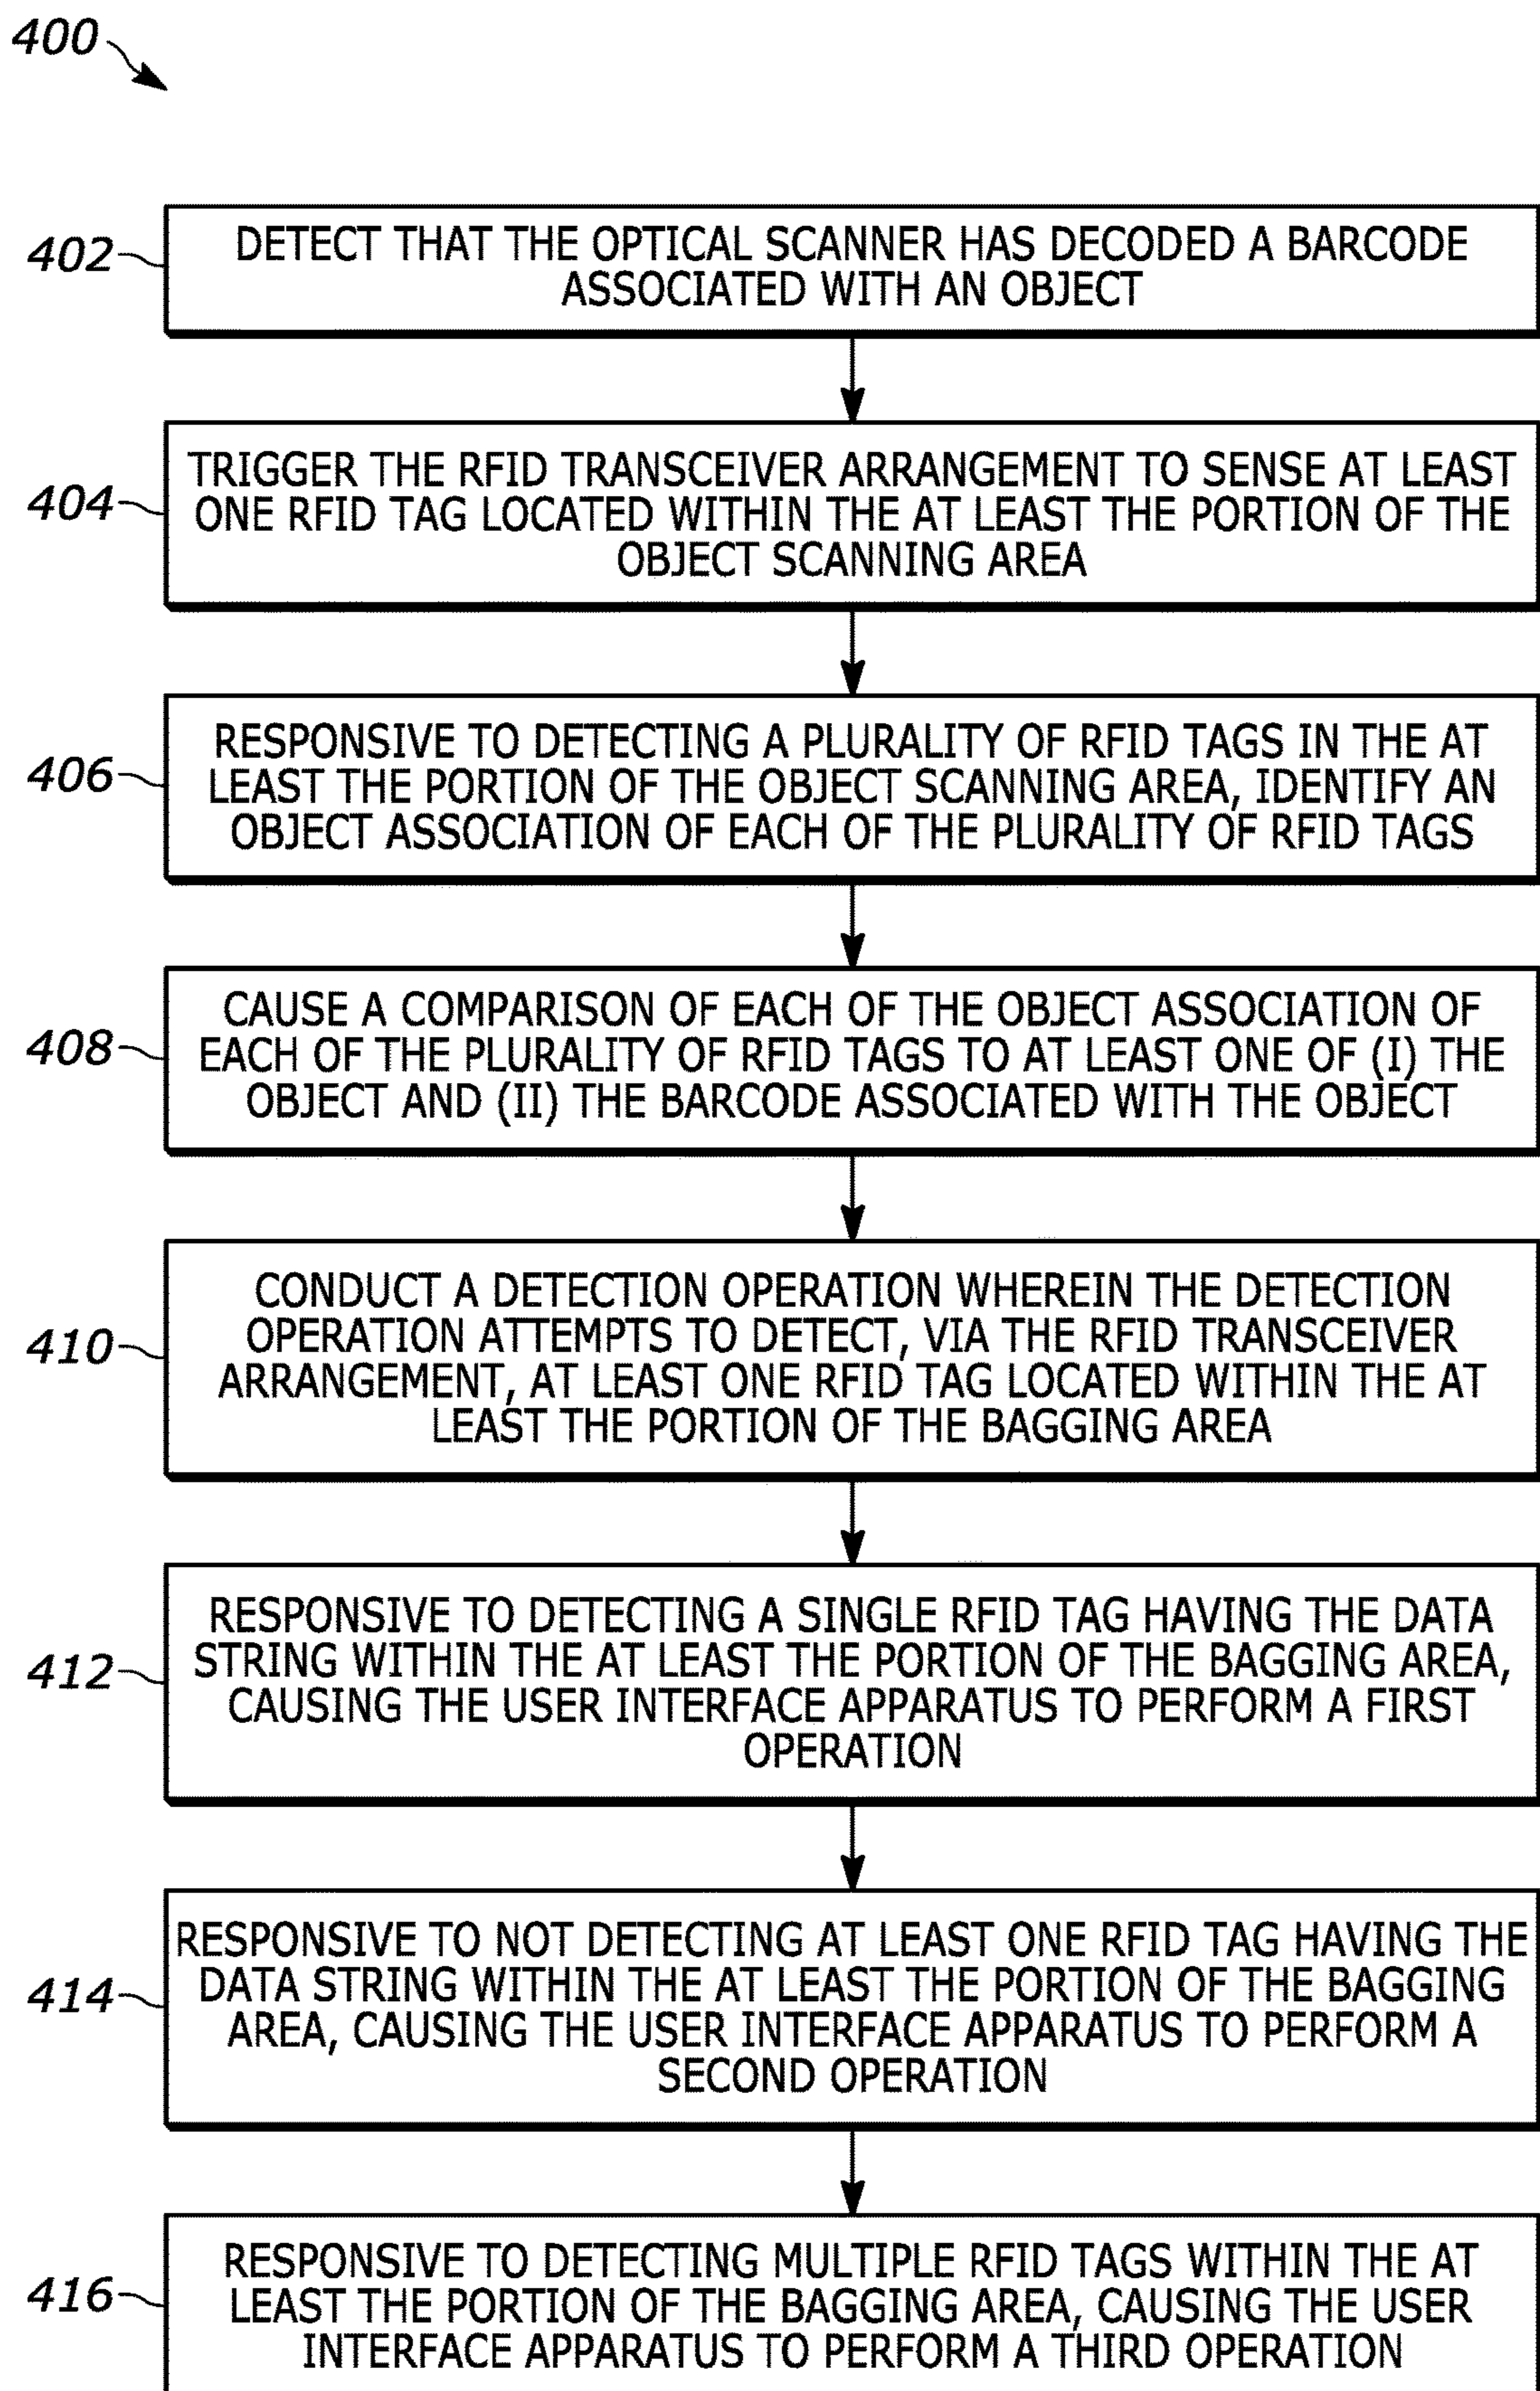 400
402
DETECT THAT THE OPTICAL SCANNER HAS DECODED A BARCODE
ASSOCIATED WITH AN OBJECT
404
TRIGGER THE RFID TRANSCEIVER ARRANGEMENT TO SENSE AT LEAST
ONE RFID TAG LOCATED WITHIN THE AT LEAST THE PORTION OF THE
OBJECT SCANNING AREA
406
RESPONSIVE TO DETECTING A PLURALITY OF RFID TAGS IN THE AT
LEAST THE PORTION OF THE OBJECT SCANNING AREA, IDENTIFY AN
OBJECT ASSOCIATION OF EACH OF THE PLURALITY OF RFID TAGS
408
CAUSE A COMPARISON OF EACH OF THE OBJECT ASSOCIATION OF
EACH OF THE PLURALITY OF RFID TAGS TO AT LEAST ONE OF (I) THE
OBJECT AND (II) THE BARCODE ASSOCIATED WITH THE OBJECT
410
CONDUCT A DETECTION OPERATION WHEREIN THE DETECTION
OPERATION ATTEMPTS TO DETECT, VIA THE RFID TRANSCEIVER
ARRANGEMENT, AT LEAST ONE RFID TAG LOCATED WITHIN THE AT
LEAST THE PORTION OF THE BAGGING AREA
412
RESPONSIVE TO DETECTING A SINGLE RFID TAG HAVING THE DATA
STRING WITHIN THE AT LEAST THE PORTION OF THE BAGGING AREA,
CAUSING THE USER INTERFACE APPARATUS TO PERFORM A FIRST
OPERATION
414
RESPONSIVE TO NOT DETECTING AT LEAST ONE RFID TAG HAVING THE
DATA STRING WITHIN THE AT LEAST THE PORTION OF THE BAGGING
AREA, CAUSING THE USER INTERFACE APPARATUS TO PERFORM A
SECOND OPERATION
416
RESPONSIVE TO DETECTING MULTIPLE RFID TAGS WITHIN THE AT
LEAST THE PORTION OF THE BAGGING AREA, CAUSING THE USER
INTERFACE APPARATUS TO PERFORM A THIRD OPERATION